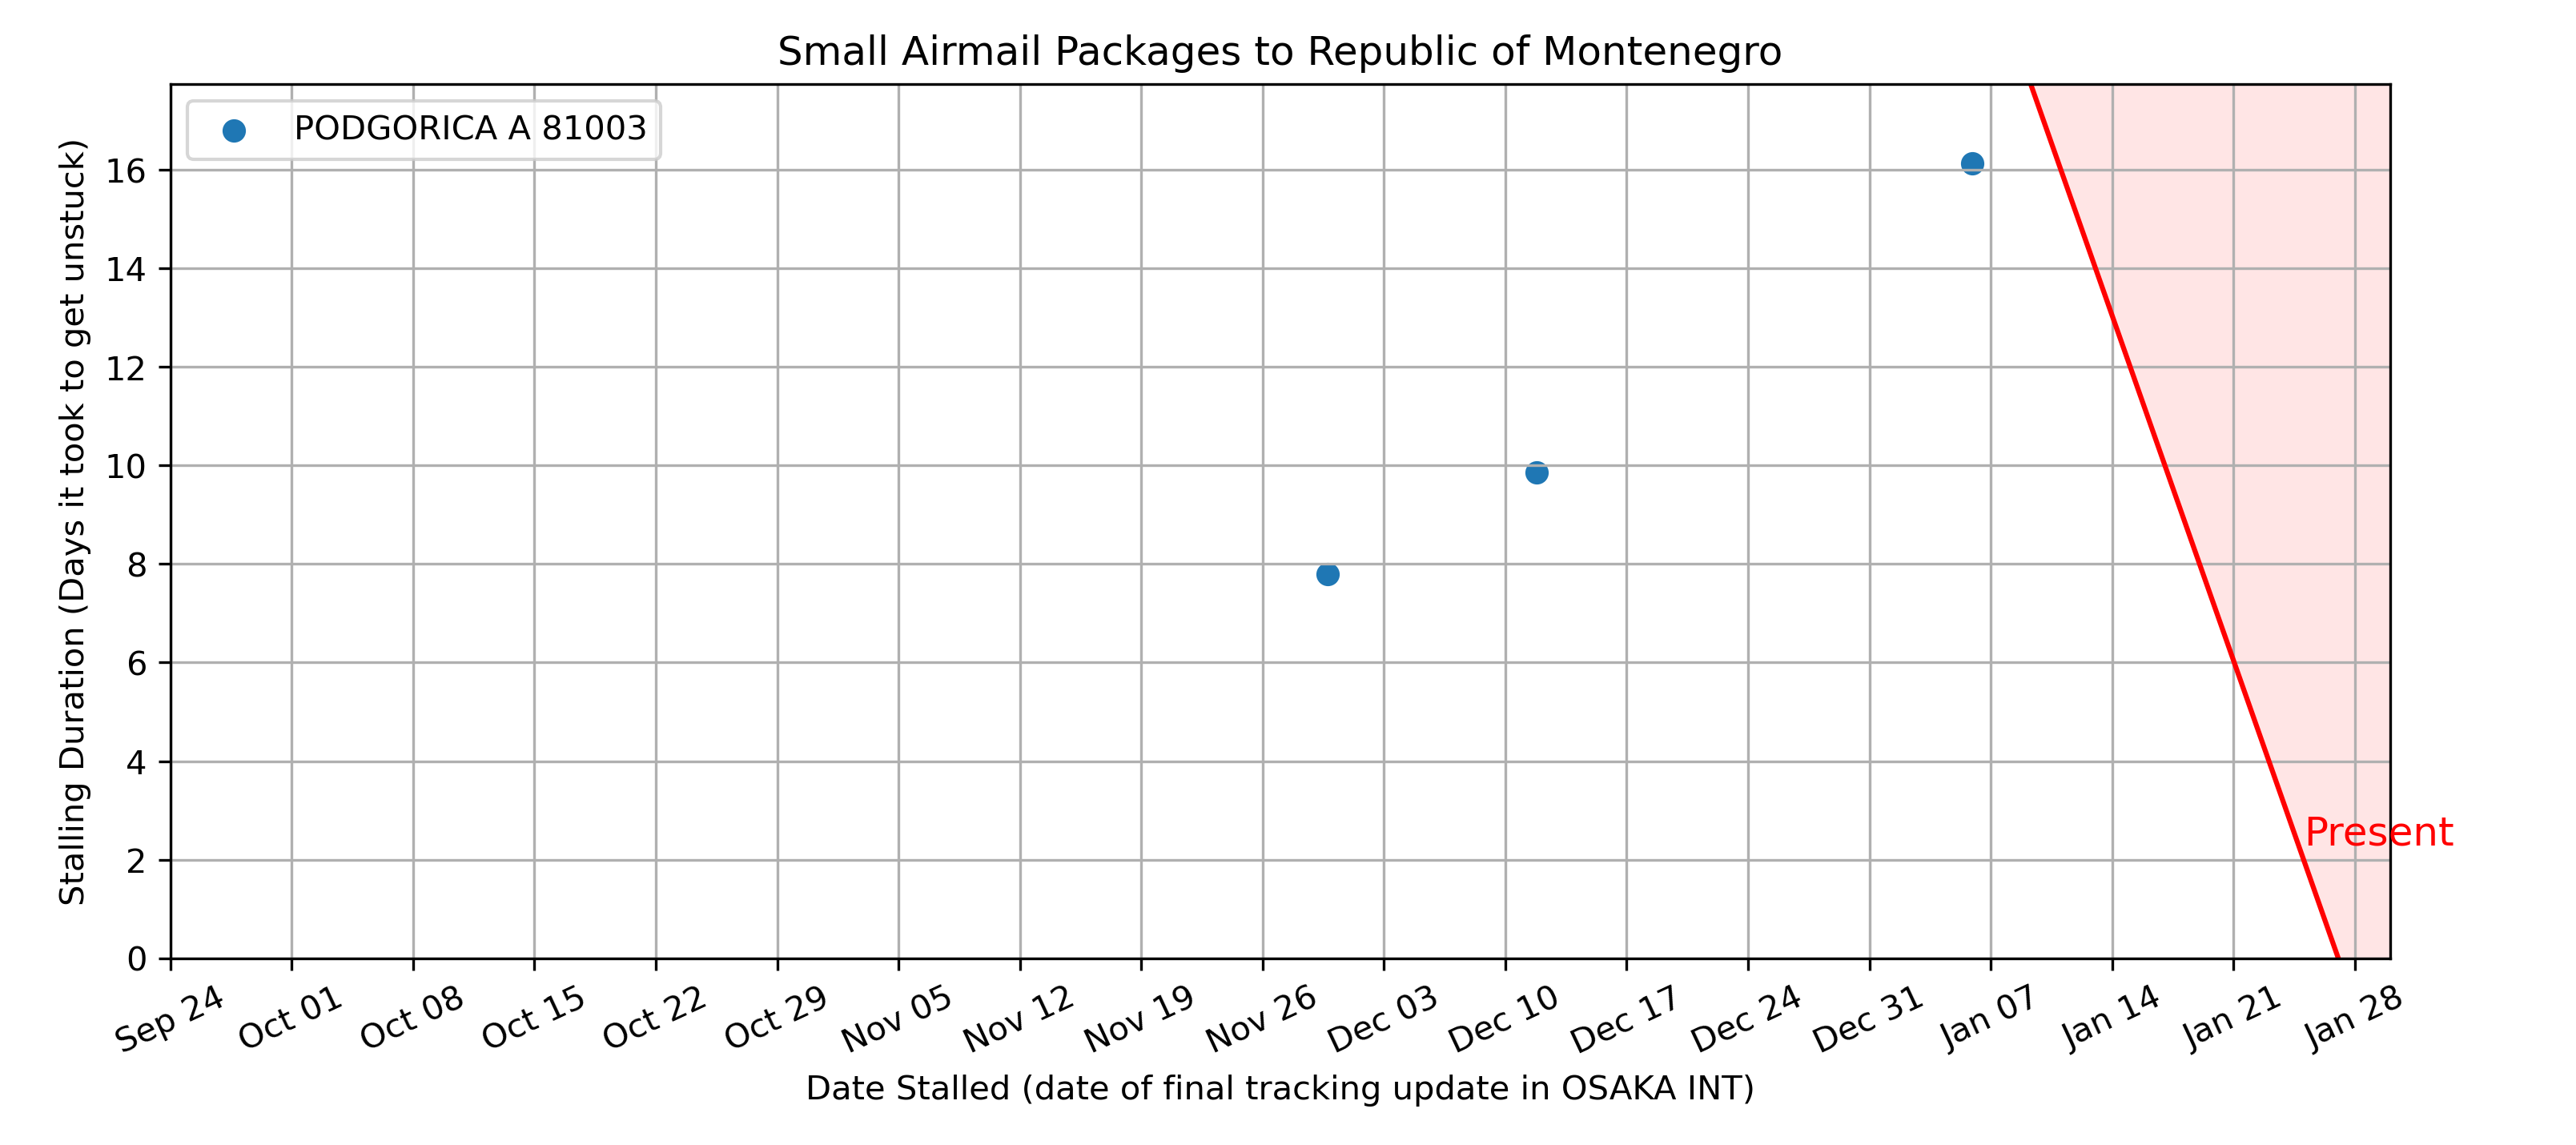 Small Airmail Packages to Republic of Montenegro
PODGORICA A 81003
Stalling Duration (Days it took to get unstuck)
16
14
12
10
8
6
4
2
0
Present
Sep 24 Oct 01 Oct 08 Oct 15 Oct 22 Oct 29 Nov 05 Nov 12 Nov 19 Nov 26 Dec 03 Dec 10 Dec 17 Dec 24 Dec 31 Jan 07 Jan 14 Jan 21 Jan 28
Date Stalled (date of final tracking update in OSAKA INT)